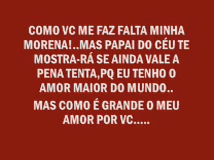 COMO VC ME FAZ FALTA MINHA
MORENA!..MAS PAPAI DO CÉU TE
MOSTRA-RÁ SE AINDA VALE A
PENA TENTA,PQ EU TENHO O
AMOR MAIOR DO MUNDO..
MAS COMO É GRANDE O MEU
AMOR POR VC.....